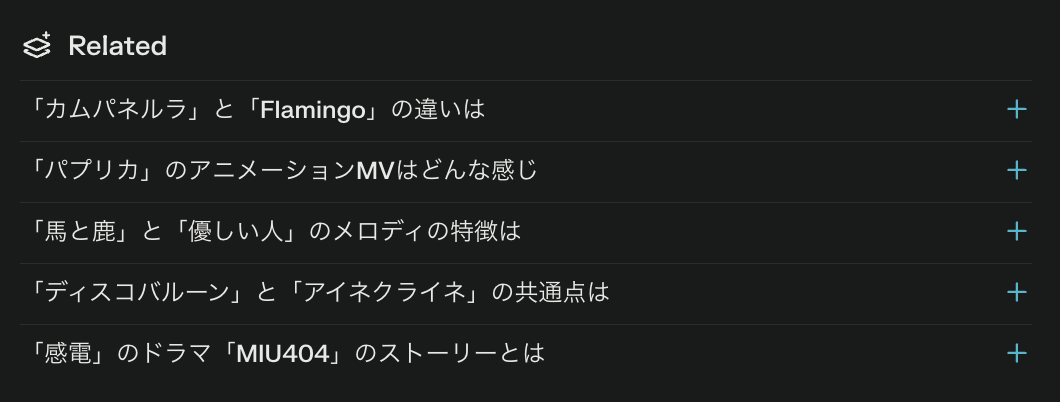 Related
「カムパネルラ」と「Flamingo」の違いは
「パプリカ」のアニメーションMVはどんな感じ
「馬と鹿」と「優しい人」のメロディの特徴は
「ディスコバルーン」と「アイネクライネ」の共通点は
「感電」のドラマ「MIU404」のストーリーとは